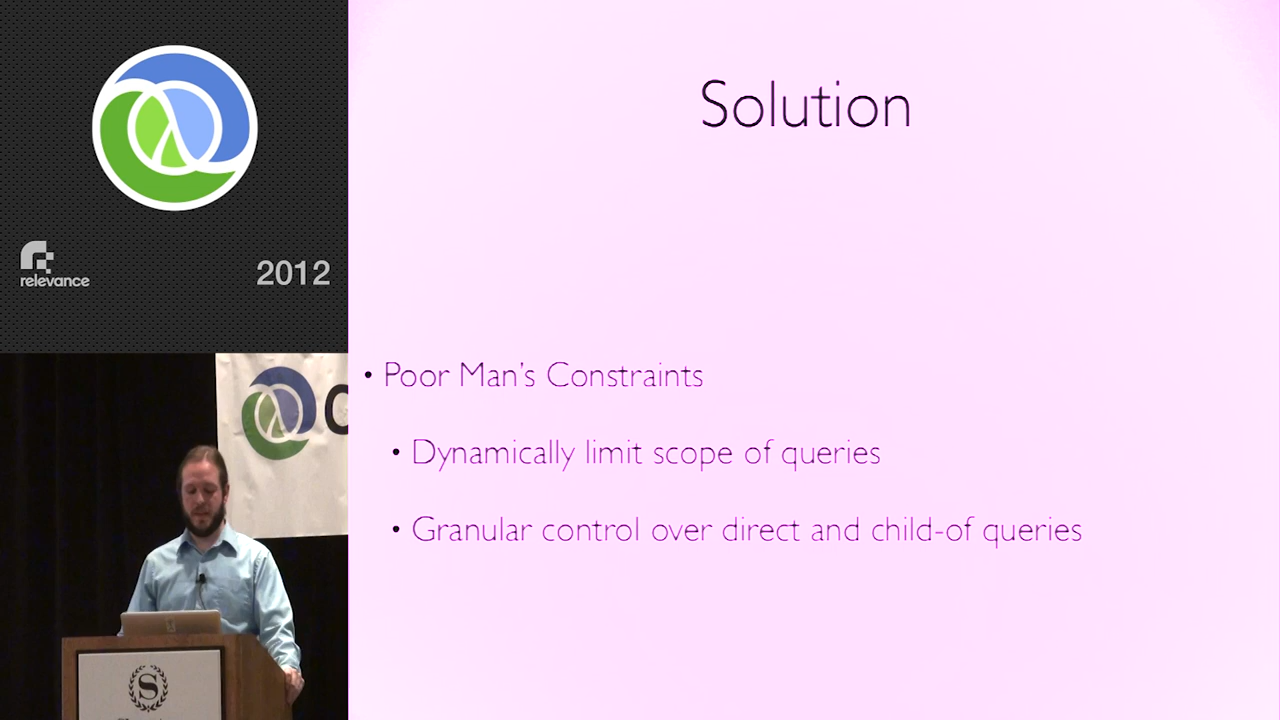 relevance
2012
Solution
• Poor Man's Constraints
• Dynamically limit scope of queries
• Granular control over direct and child-of queries
S